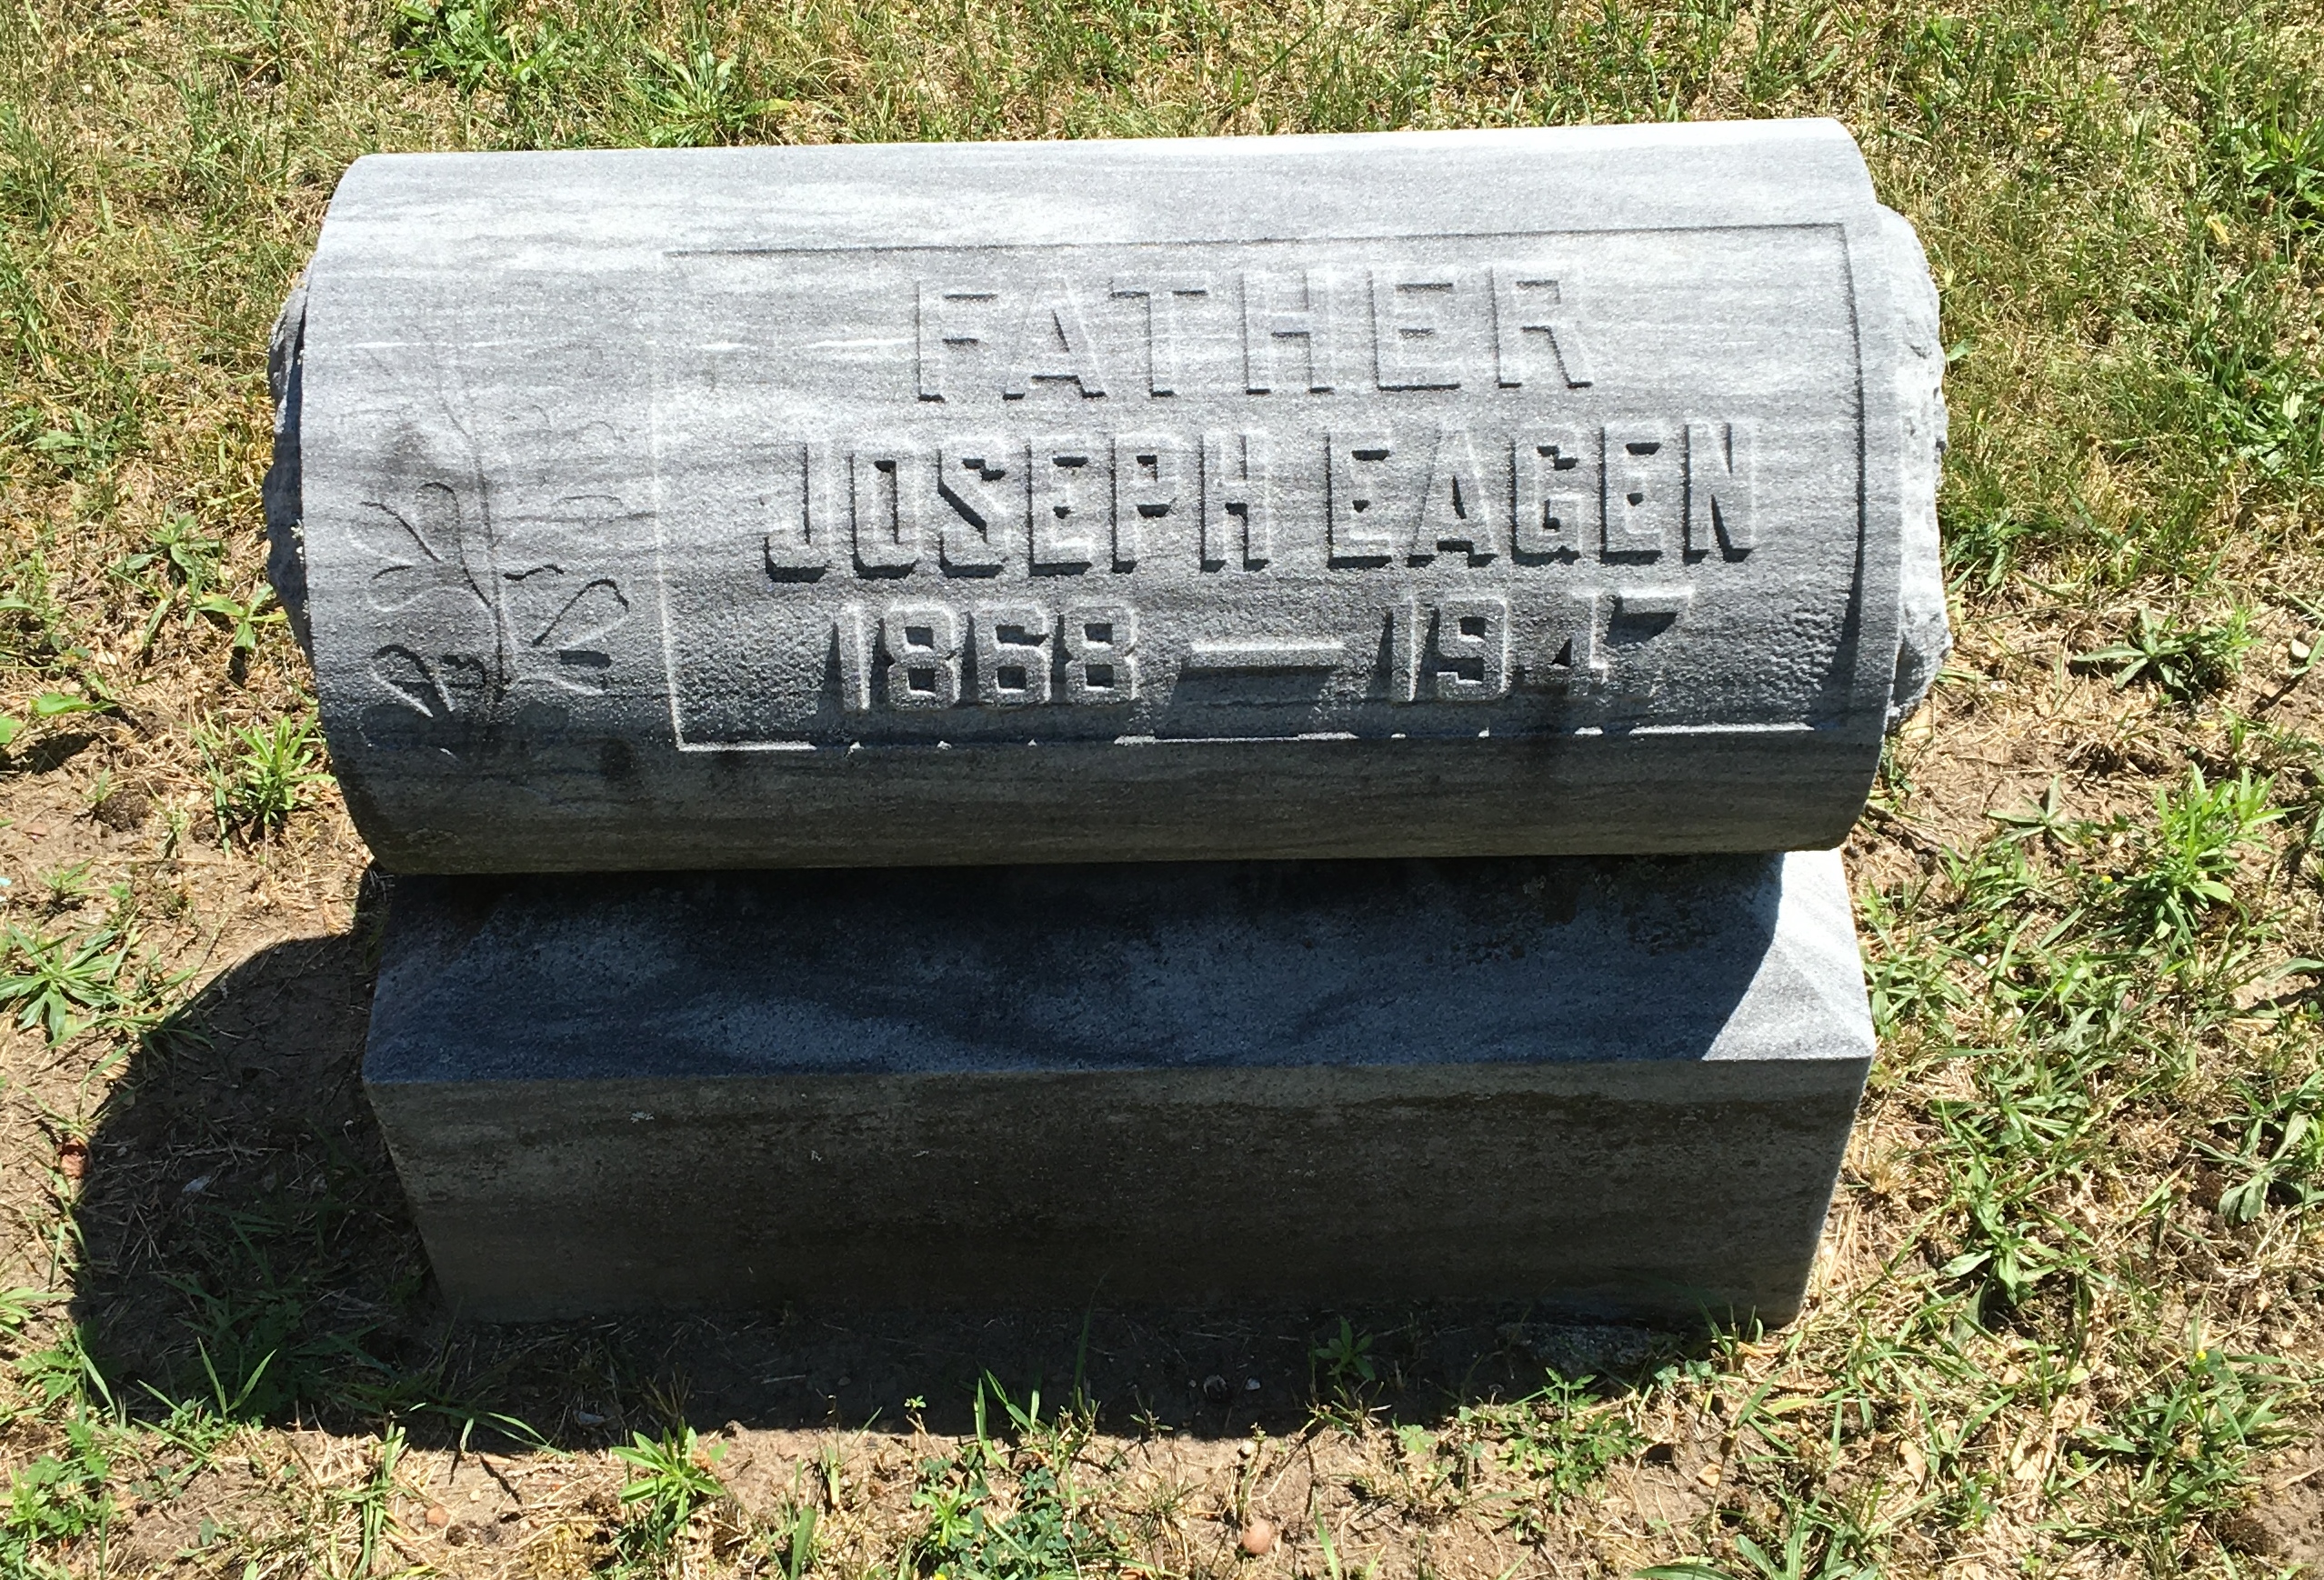 FATHER
JOSEPH EAGEN
1868 — 1947